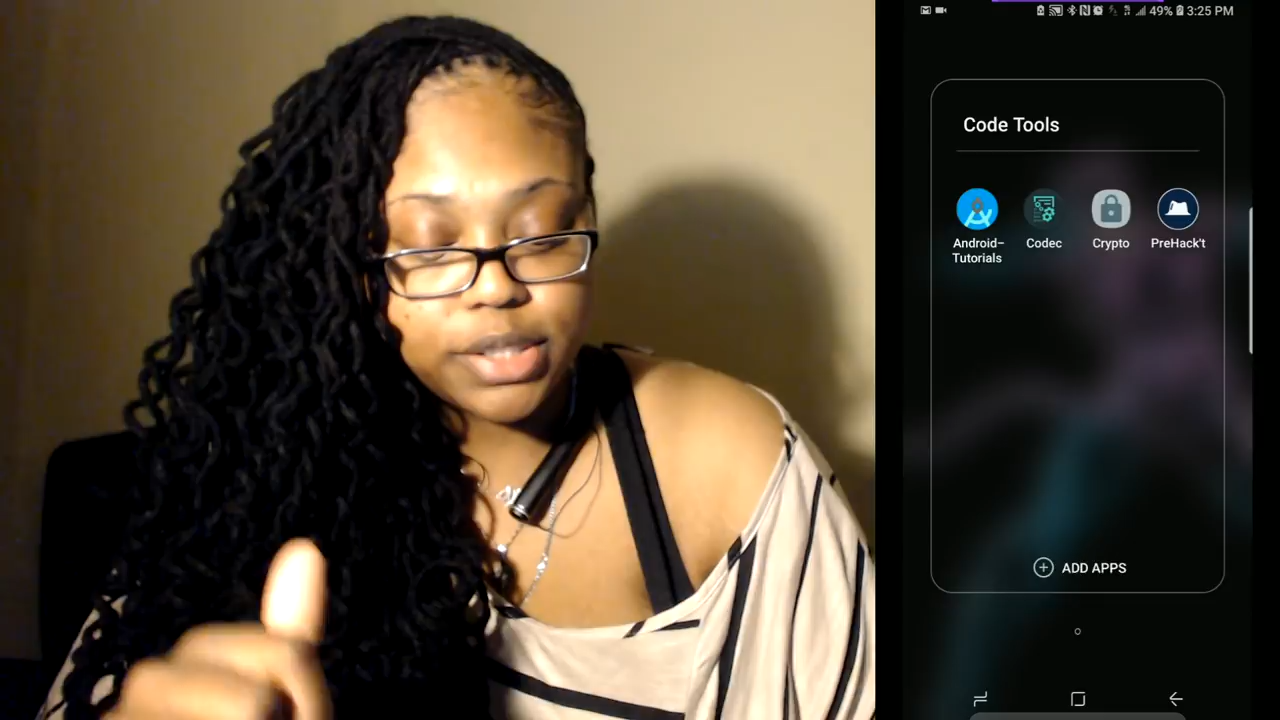 49% 3:25 PM
Code Tools
Android-
Tutorials
Codec
Crypto
PreHack't
ADD APPS